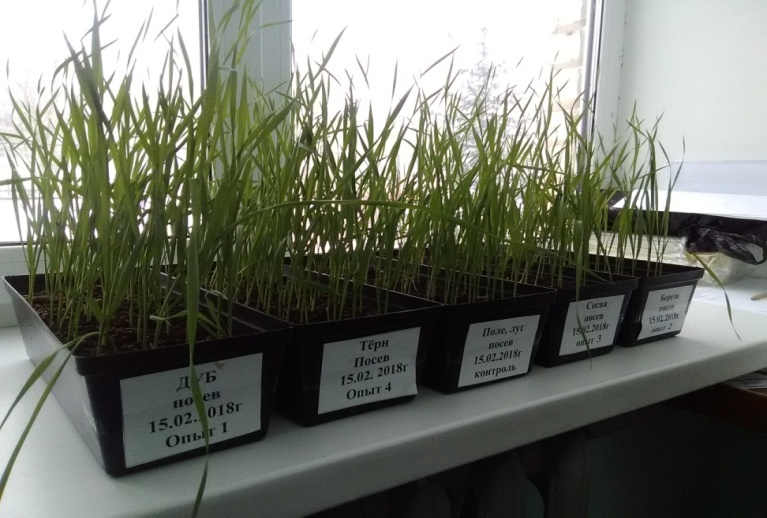 ДУБ
посев
15.02.2018г
Опыт 1
Тёрн
Посев
15.02. 2018г
Опыт 4
Поле, луг
посев
15.02.2018г
контроль
Сосна
посев
15.02.2018г
опыт 3
Береза
посев
15.02.2018г
опыт 2